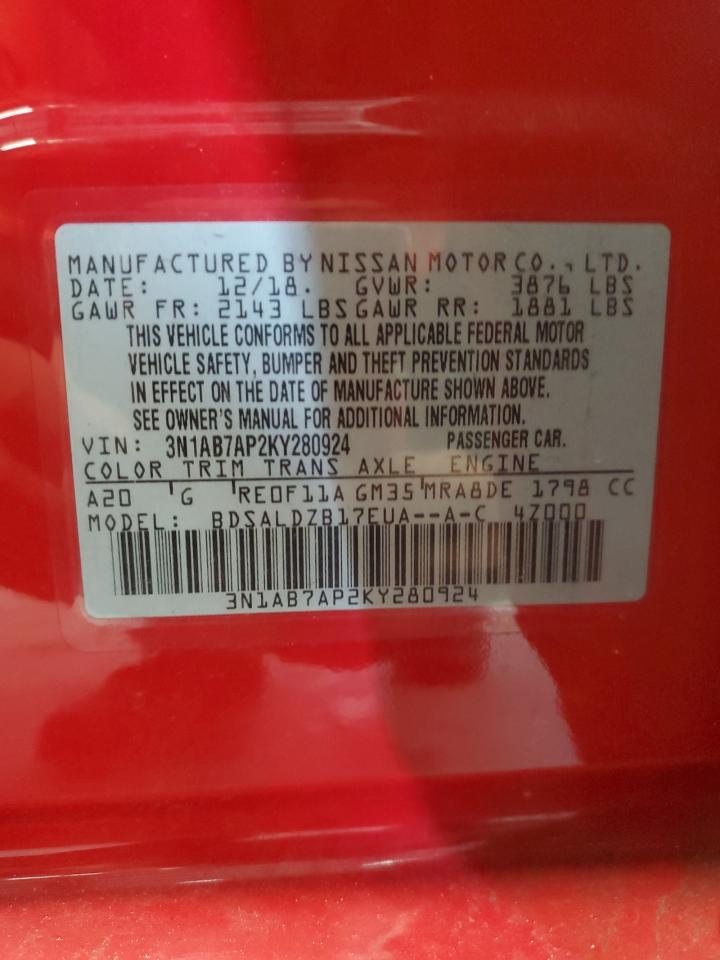 MANUFACTURED BY NISSAN MOTOR CO., LTD.
DATE: 12/18. GVWR: 3876 LBS
GAWR FR: 2143 LBS GAWR RR: 1881 LBS
THIS VEHICLE CONFORMS TO ALL APPLICABLE FEDERAL MOTOR
VEHICLE SAFETY, BUMPER AND THEFT PREVENTION STANDARDS
IN EFFECT ON THE DATE OF MANUFACTURE SHOWN ABOVE.
SEE OWNER'S MANUAL FOR ADDITIONAL INFORMATION.
VIN: 3N1AB7AP2KY280924 PASSENGER CAR.
COLOR TRIM TRANS AXLE ENGINE
A20 G RE0F11A GM35 MRA8DE 1798 CC
MODEL: BDSALDZB17EUA--A-C 4Z000
3N1AB7AP2KY280924